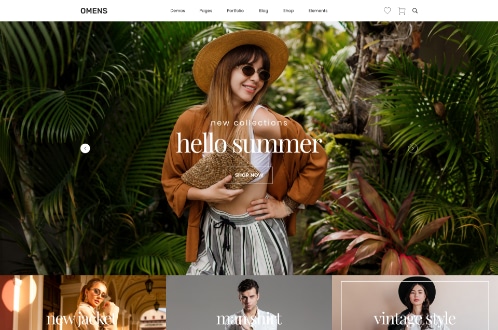 OMENS
Demos Pages Portfolio Blog Shop Elements
new collections
hello summer
SHOP NOW
new jacket
man shirt
vintage style